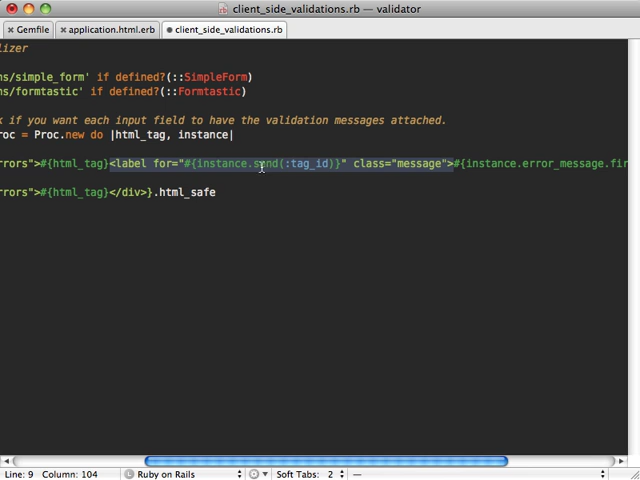 client_side_validations.rb — validator
Gemfile
application.html.erb
client_side_validations.rb
lizer
ns/simple_form' if defined?(::SimpleForm)
ns/formtastic' if defined?(::Formtastic)
k if you want each input field to have the validation messages attached.
roc = Proc.new do |html_tag, instance|
rrors">#{html_tag}<label for="#{instance.send(:tag_id)}" class="message">#{instance.error_message.fir
rrors">#{html_tag}</div>}.html_safe
Line: 9 Column: 104 Ruby on Rails Soft Tabs: 2 —